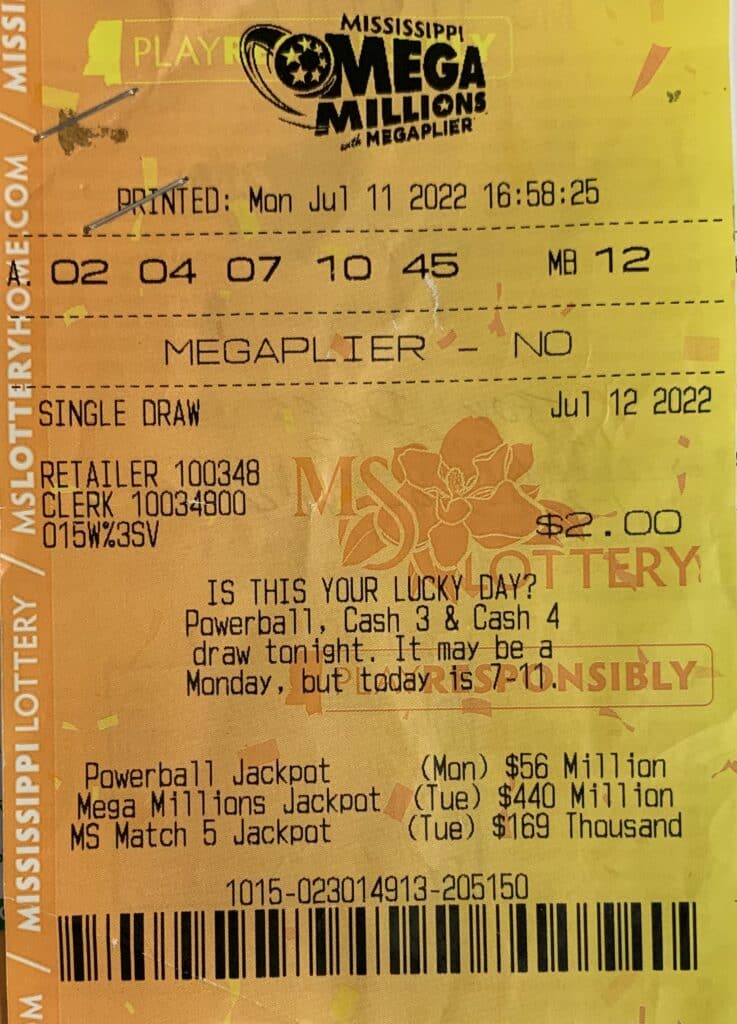 PLAY RESPONSIBLY
MISSISSIPPI
MEGA
MILLIONS
with MEGAPLIER
PRINTED: Mon Jul 11 2022 16:58:25
A. 02 04 07 10 45 MB 12
MEGAPLIER - NO
SINGLE DRAW Jul 12 2022
RETAILER 100348
CLERK 10034800
015W%3SV
$2.00
MS
LOTTERY
IS THIS YOUR LUCKY DAY?
Powerball, Cash 3 & Cash 4
draw tonight. It may be a
Monday, but today is 7-11.
PLAY RESPONSIBLY
Powerball Jackpot (Mon) $56 Million
Mega Millions Jackpot (Tue) $440 Million
MS Match 5 Jackpot (Tue) $169 Thousand
1015-023014913-205150
M / MISSISSIPPI LOTTERY / MSLOTTERYHOME.COM / MISSI